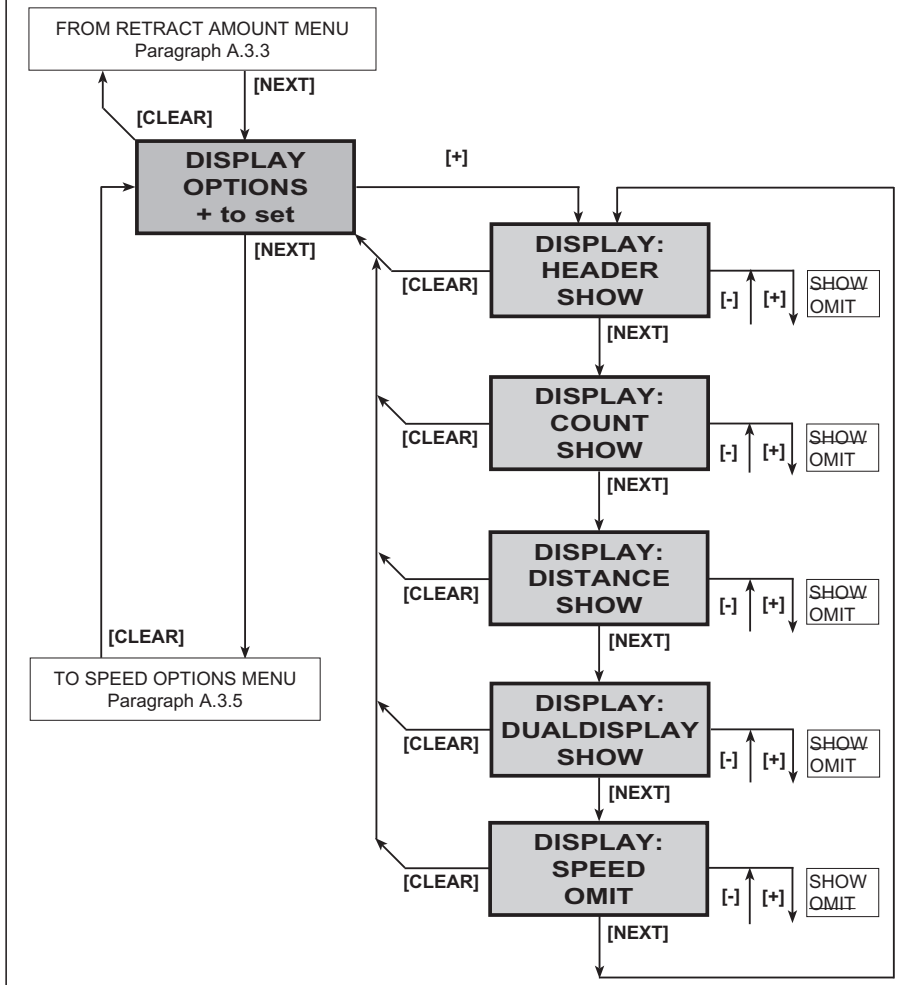 FROM RETRACT AMOUNT MENU
Paragraph A.3.3
[NEXT]
[CLEAR]
DISPLAY
OPTIONS
+ to set
[+]
[NEXT]
DISPLAY:
HEADER
SHOW
[CLEAR]
[-]
[+]
SHOW
OMIT
[NEXT]
DISPLAY:
COUNT
SHOW
[CLEAR]
[-]
[+]
SHOW
OMIT
[NEXT]
DISPLAY:
DISTANCE
SHOW
[CLEAR]
[-]
[+]
SHOW
OMIT
[NEXT]
[CLEAR]
TO SPEED OPTIONS MENU
Paragraph A.3.5
DISPLAY:
DUALDISPLAY
SHOW
[CLEAR]
[-]
[+]
SHOW
OMIT
[NEXT]
DISPLAY:
SPEED
OMIT
[CLEAR]
[-]
[+]
SHOW
OMIT
[NEXT]